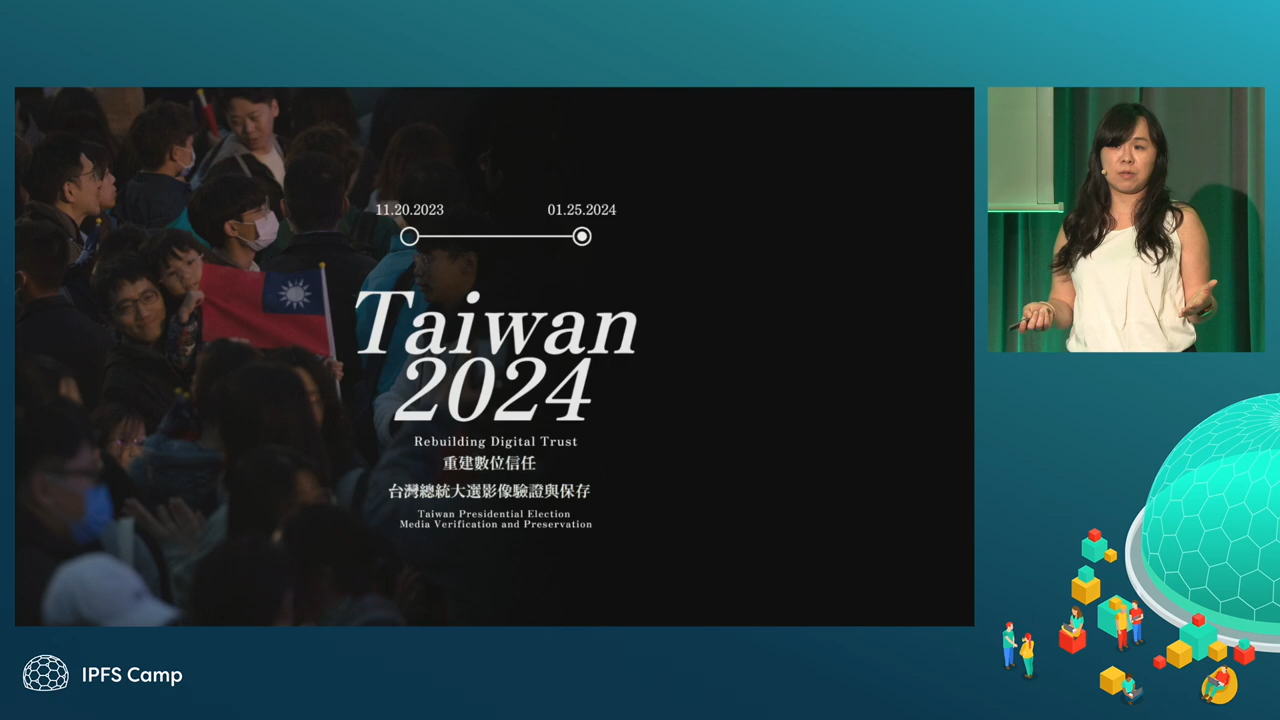 11.20.2023
01.25.2024
Taiwan
2024
Rebuilding Digital Trust
重建數位信任
台灣總統大選影像驗證與保存
Taiwan Presidential Election
Media Verification and Preservation
IPFS Camp